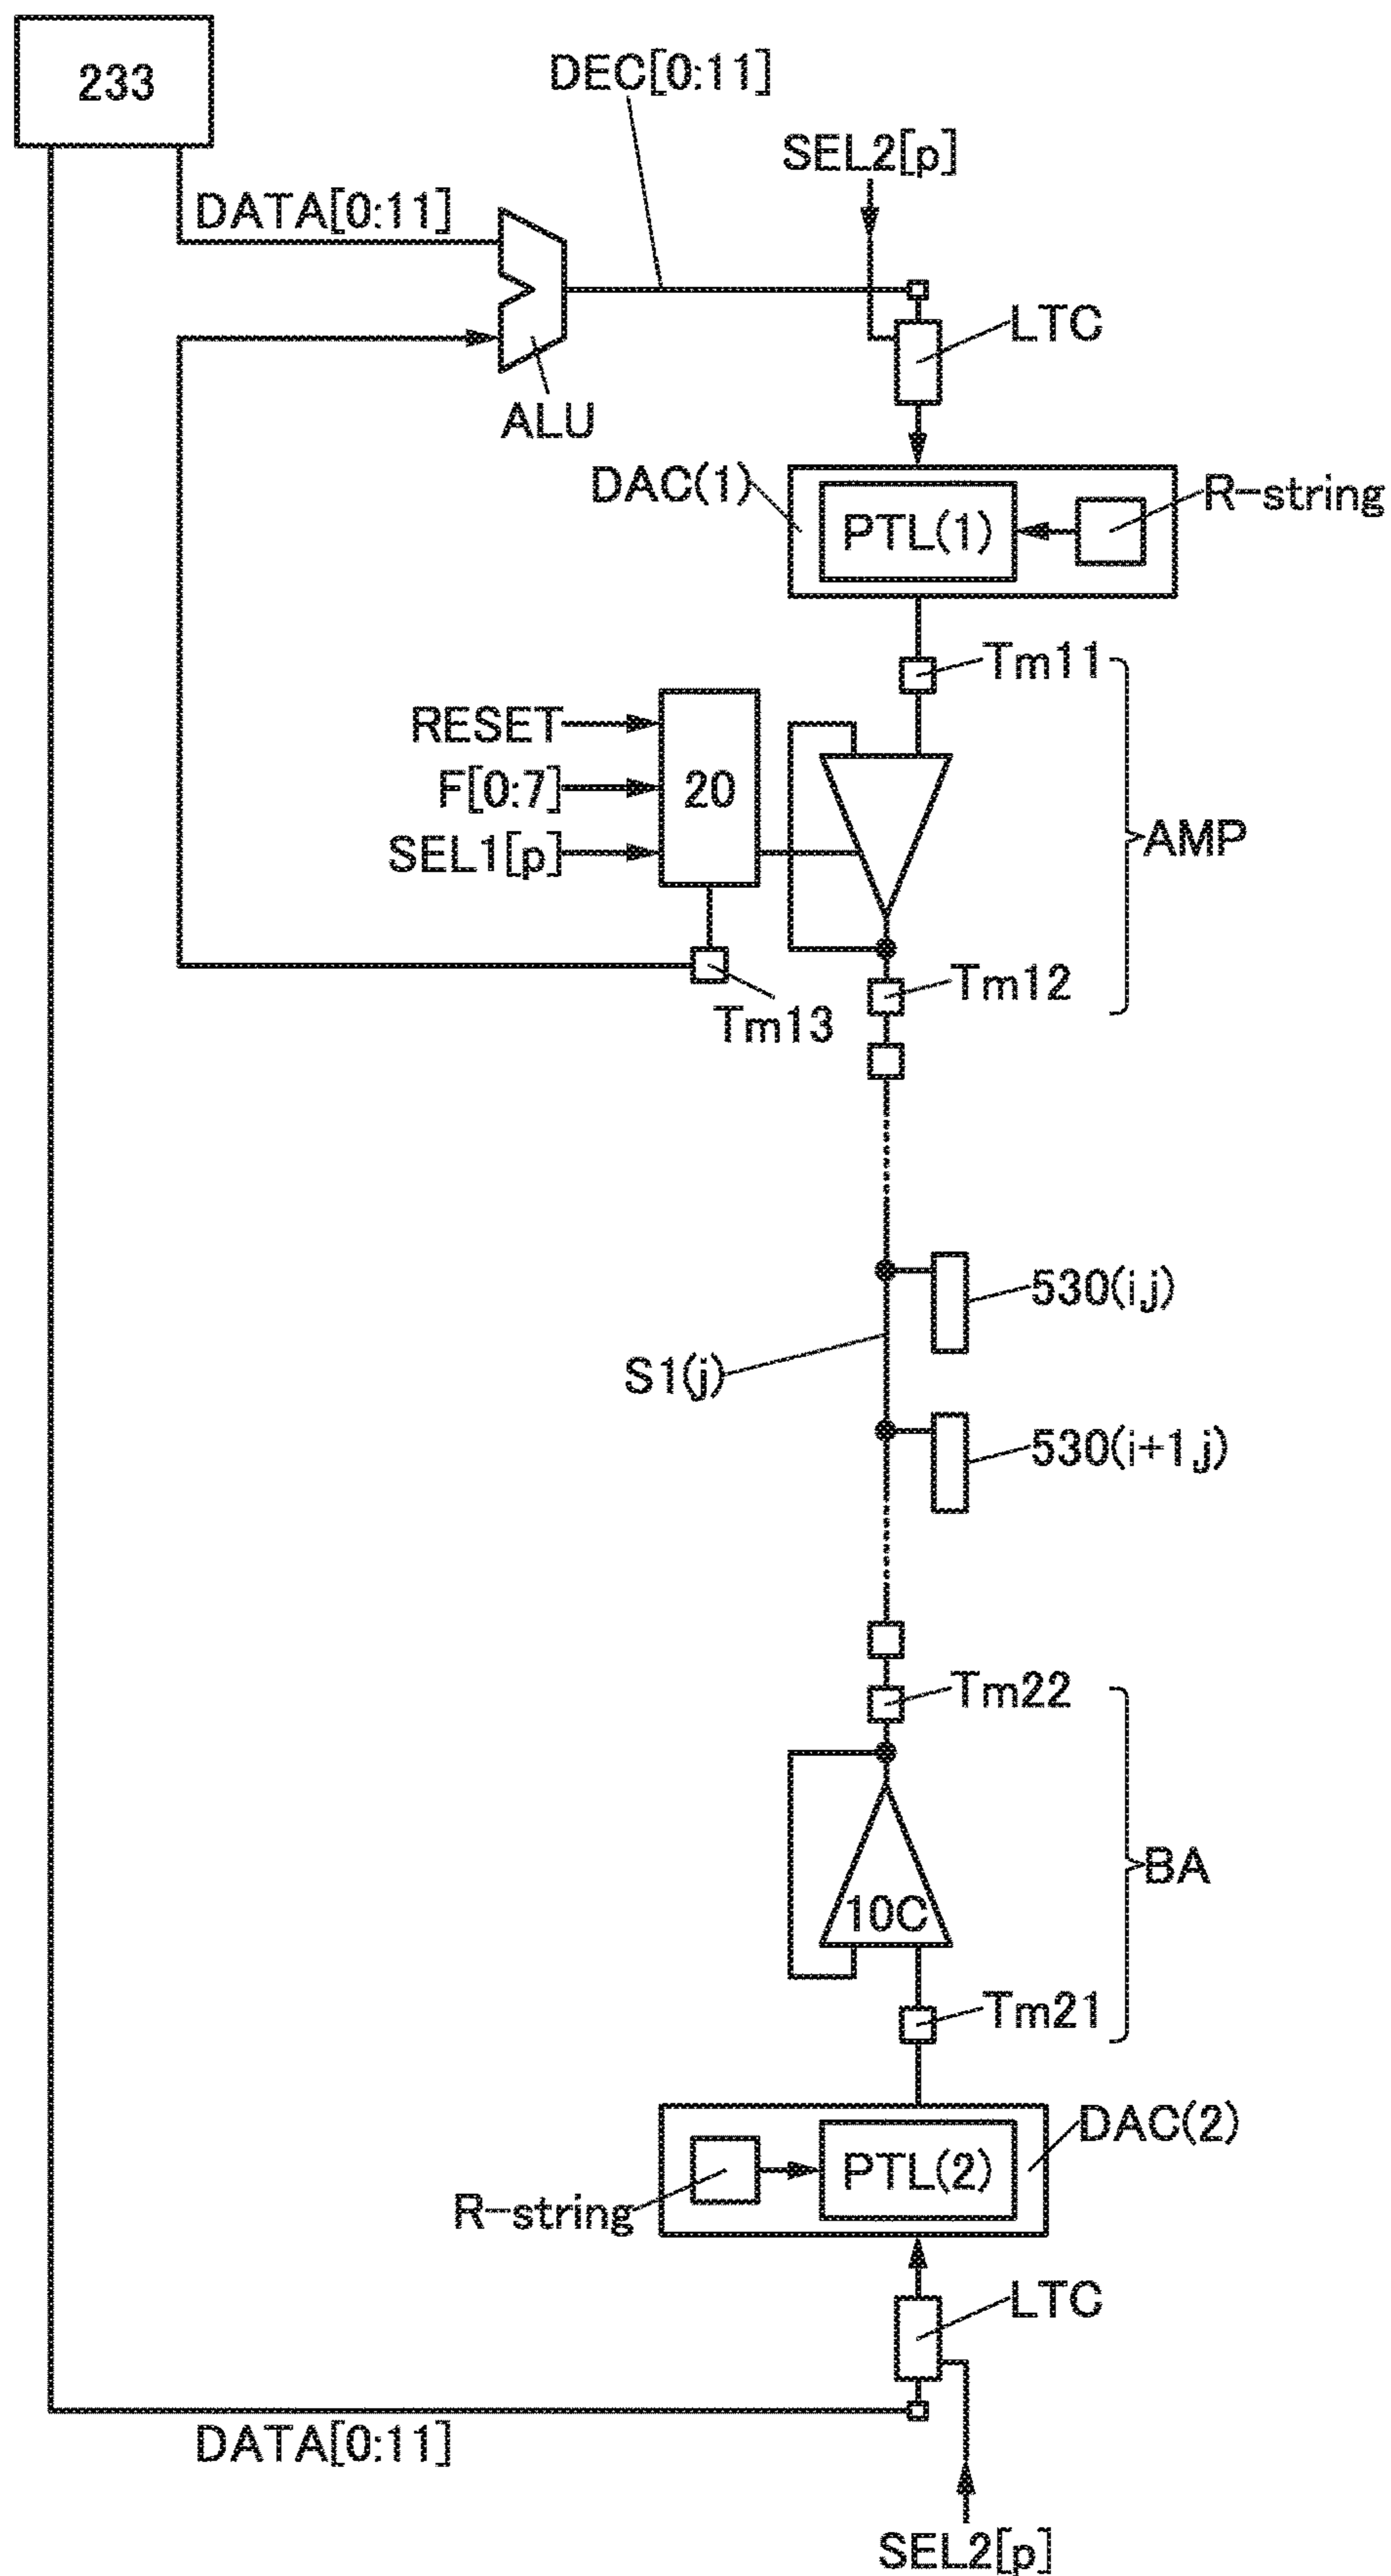 233
DEC[0:11]
SEL2[p]
DATA[0:11]
LTC
ALU
DAC(1)
PTL(1)
R-string
Tm11
RESET
F[0:7]
20
SEL1[p]
AMP
Tm12
Tm13
530(i,j)
S1(j)
530(i+1,j)
Tm22
BA
10C
Tm21
DAC(2)
PTL(2)
R-string
LTC
DATA[0:11]
SEL2[p]